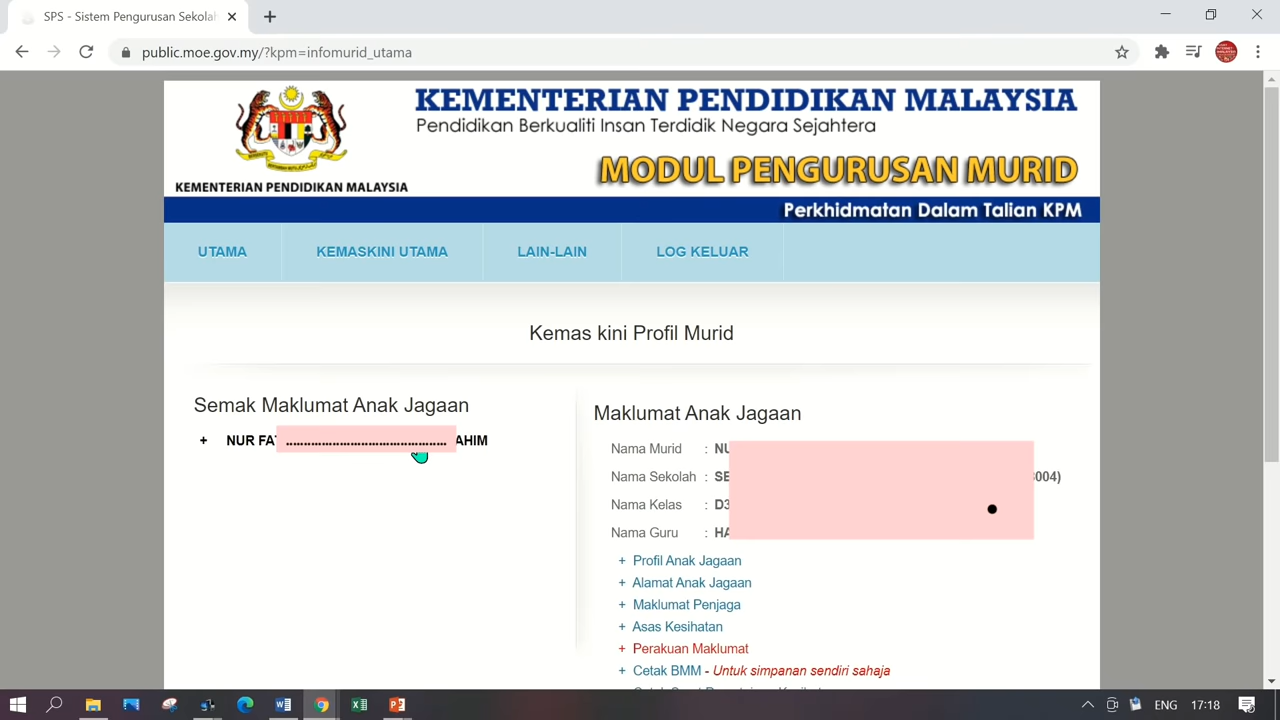 SPS - Sistem Pengurusan Sekolah
public.moe.gov.my/?kpm=infomurid_utama
KEMENTERIAN PENDIDIKAN MALAYSIA
Pendidikan Berkualiti Insan Terdidik Negara Sejahtera
MODUL PENGURUSAN MURID
KEMENTERIAN PENDIDIKAN MALAYSIA
Perkhidmatan Dalam Talian KPM
UTAMA KEMASKINI UTAMA LAIN-LAIN LOG KELUAR
Kemas kini Profil Murid
Semak Maklumat Anak Jagaan
+ NUR FAT ............................................. AHIM
Maklumat Anak Jagaan
Nama Murid : NU
Nama Sekolah : SE 004)
Nama Kelas : D3
Nama Guru : HA
+ Profil Anak Jagaan
+ Alamat Anak Jagaan
+ Maklumat Penjaga
+ Asas Kesihatan
+ Perakuan Maklumat
+ Cetak BMM - Untuk simpanan sendiri sahaja
ENG 17:18